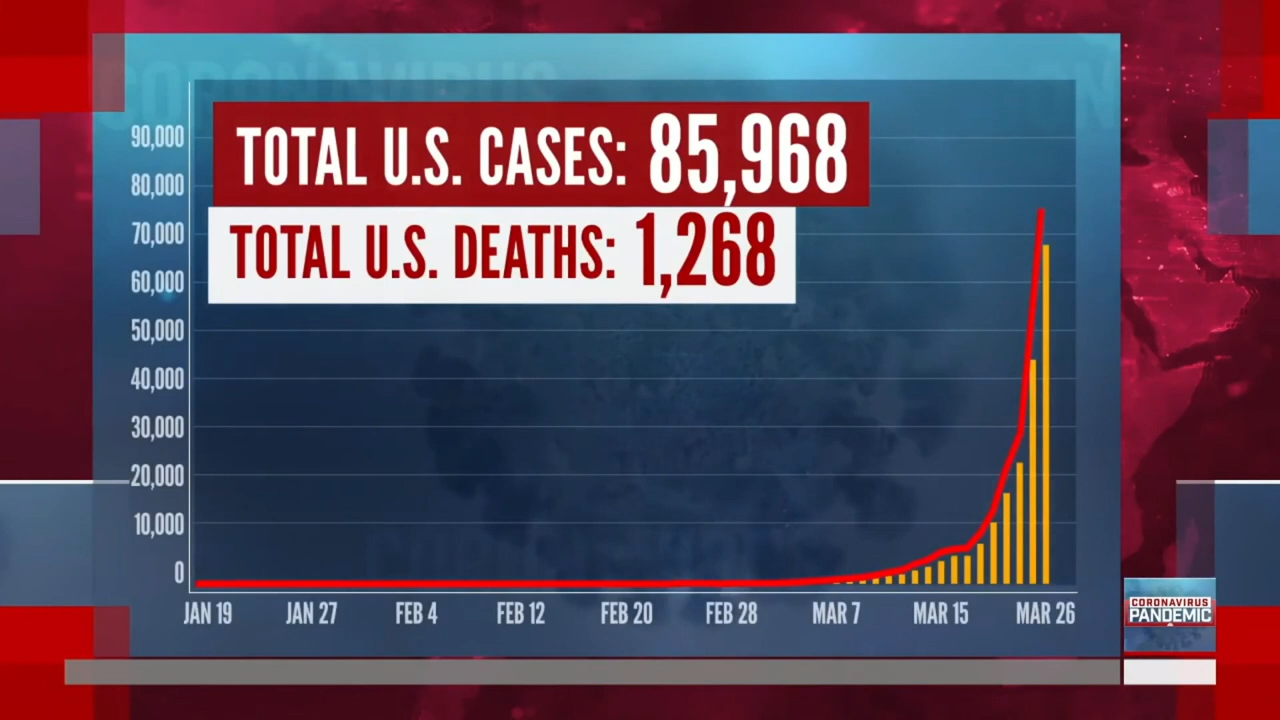 CORONAVIRUS
90,000
80,000
70,000
60,000
50,000
40,000
30,000
20,000
10,000
0
TOTAL U.S. CASES: 85,968
TOTAL U.S. DEATHS: 1,268
JAN 19 JAN 27 FEB 4 FEB 12 FEB 20 FEB 28 MAR 7 MAR 15 MAR 26
CORONAVIRUS
PANDEMIC